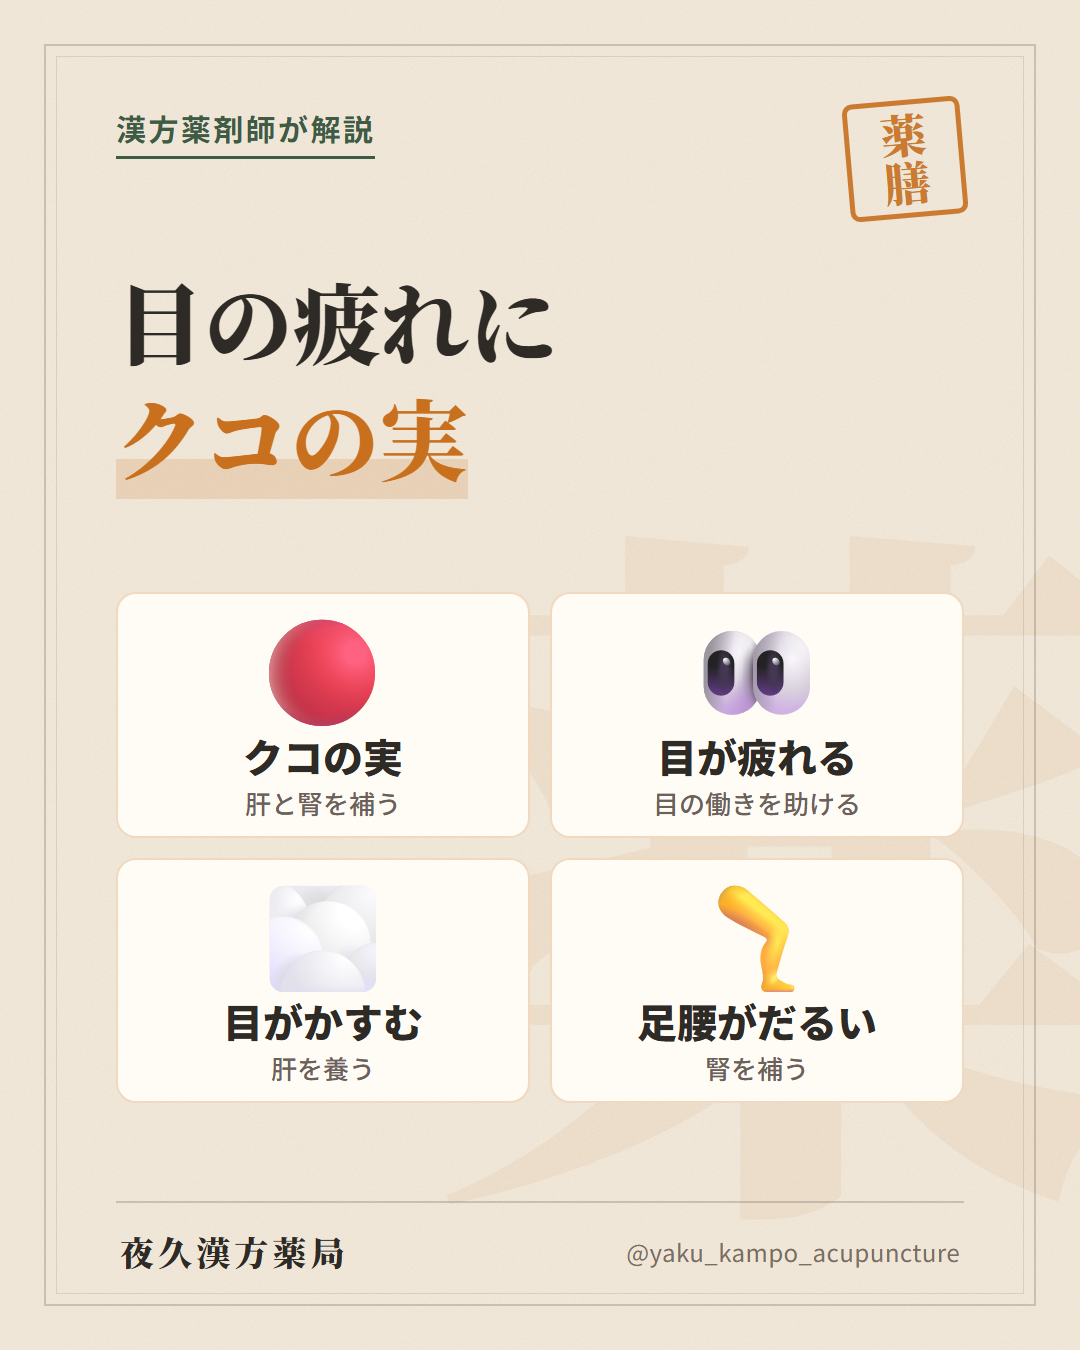 漢方薬剤師が解説
薬膳
目の疲れに
クコの実
クコの実
肝と腎を補う
目が疲れる
目の働きを助ける
目がかすむ
肝を養う
足腰がだるい
腎を補う
夜久漢方薬局
@yaku_kampo_acupuncture